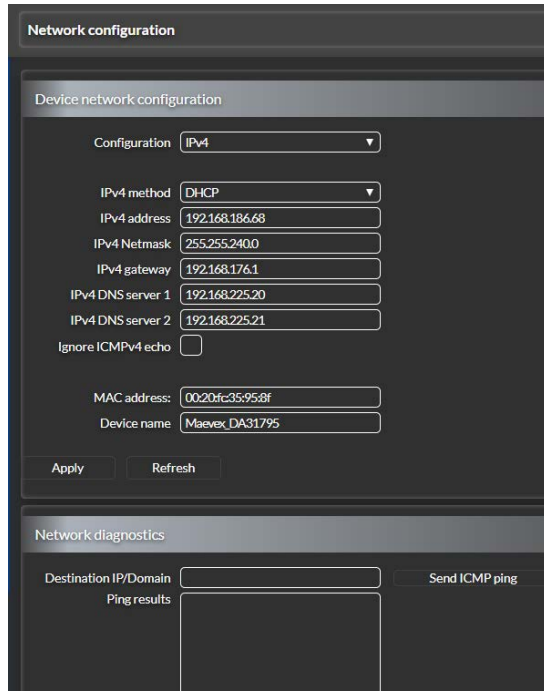 Network configuration
Device network configuration
Configuration IPv4
IPv4 method DHCP
IPv4 address 192.168.186.68
IPv4 Netmask 255.255.240.0
IPv4 gateway 192.168.176.1
IPv4 DNS server 1 192.168.225.20
IPv4 DNS server 2 192.168.225.21
Ignore ICMPv4 echo
MAC address: 00:20:fc:35:95:8f
Device name Maevex_DA31795
Apply Refresh
Network diagnostics
Destination IP/Domain Send ICMP ping
Ping results